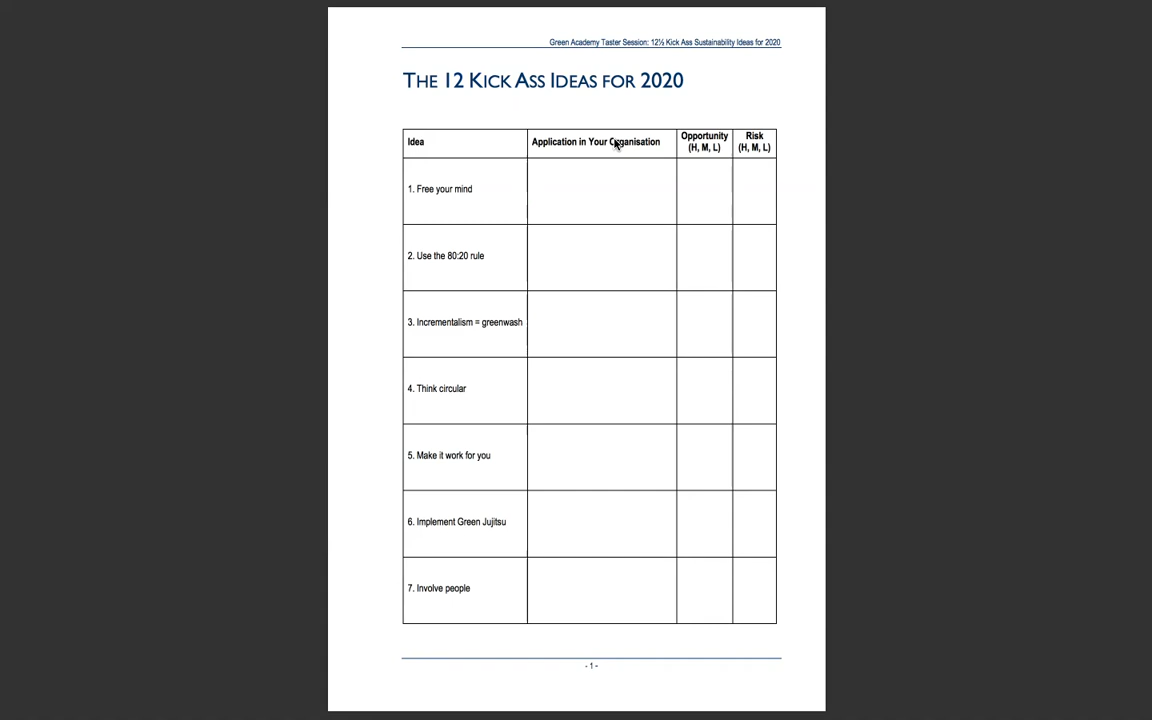 Green Academy Taster Session: 12½ Kick Ass Sustainability Ideas for 2020
THE 12 KICK ASS IDEAS FOR 2020
Idea
Application in Your Organisation
Opportunity
(H, M, L)
Risk
(H, M, L)
1. Free your mind
2. Use the 80:20 rule
3. Incrementalism = greenwash
4. Think circular
5. Make it work for you
6. Implement Green Jujitsu
7. Involve people
- 1 -